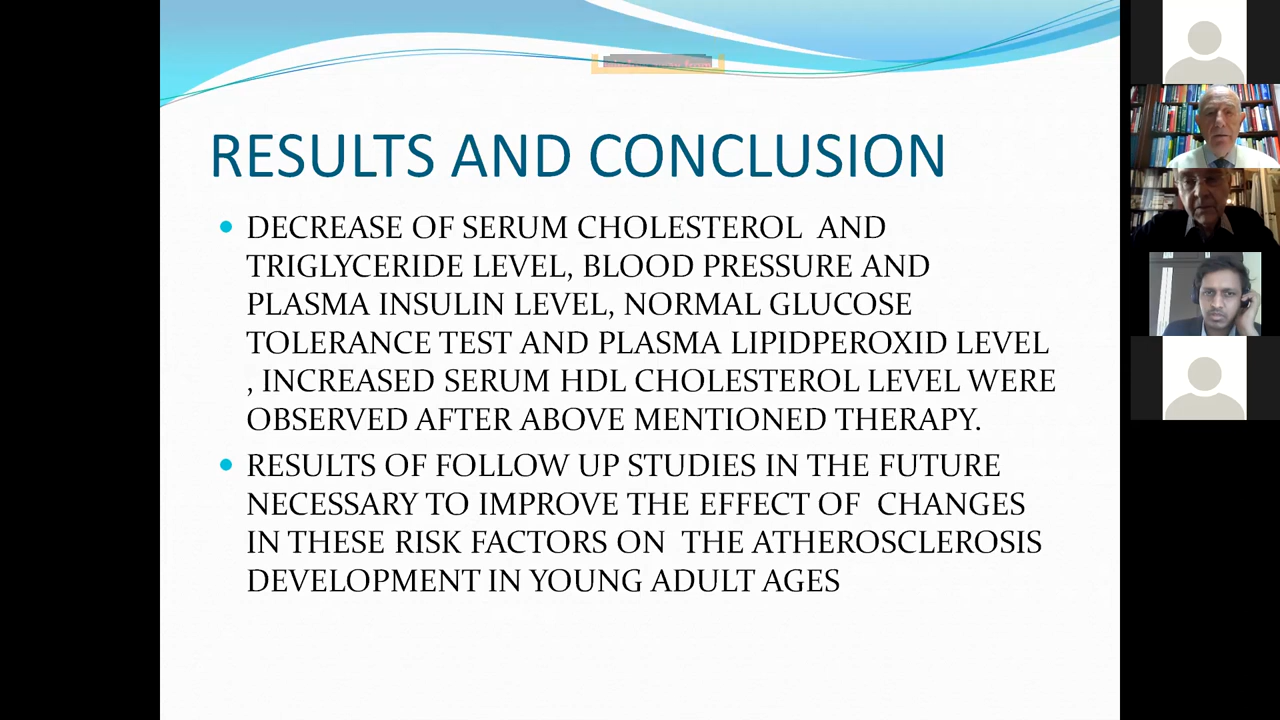 RESULTS AND CONCLUSION
DECREASE OF SERUM CHOLESTEROL AND
TRIGLYCERIDE LEVEL, BLOOD PRESSURE AND
PLASMA INSULIN LEVEL, NORMAL GLUCOSE
TOLERANCE TEST AND PLASMA LIPIDPEROXID LEVEL
, INCREASED SERUM HDL CHOLESTEROL LEVEL WERE
OBSERVED AFTER ABOVE MENTIONED THERAPY.
RESULTS OF FOLLOW UP STUDIES IN THE FUTURE
NECESSARY TO IMPROVE THE EFFECT OF CHANGES
IN THESE RISK FACTORS ON THE ATHEROSCLEROSIS
DEVELOPMENT IN YOUNG ADULT AGES